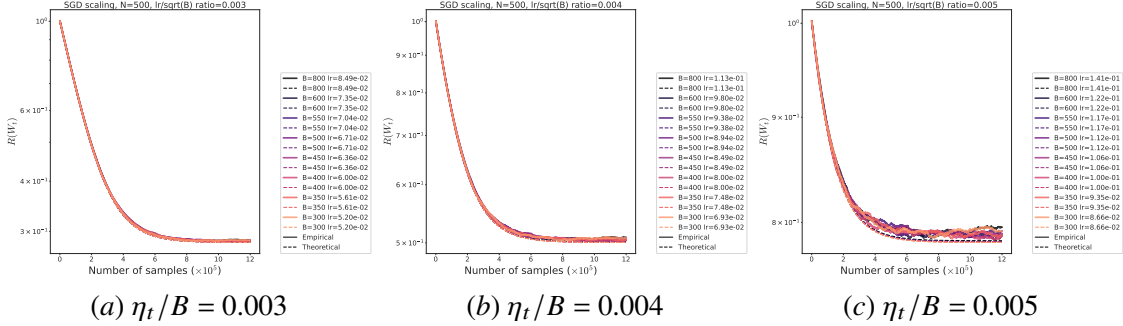 SGD scaling, N=500, lr/sqrt(B) ratio=0.003
10⁰
6 × 10⁻¹
4 × 10⁻¹
3 × 10⁻¹
R(W_t)
0 2 4 6 8 10 12
Number of samples (×10⁵)
B=800 lr=8.49e-02
B=800 lr=8.49e-02
B=600 lr=7.35e-02
B=600 lr=7.35e-02
B=550 lr=7.04e-02
B=550 lr=7.04e-02
B=500 lr=6.71e-02
B=500 lr=6.71e-02
B=450 lr=6.36e-02
B=450 lr=6.36e-02
B=400 lr=6.00e-02
B=400 lr=6.00e-02
B=350 lr=5.61e-02
B=350 lr=5.61e-02
B=300 lr=5.20e-02
B=300 lr=5.20e-02
Empirical
Theoretical
(a) η_t/B = 0.003
SGD scaling, N=500, lr/sqrt(B) ratio=0.004
10⁰
9 × 10⁻¹
8 × 10⁻¹
7 × 10⁻¹
6 × 10⁻¹
5 × 10⁻¹
R(W_t)
0 2 4 6 8 10 12
Number of samples (×10⁵)
B=800 lr=1.13e-01
B=800 lr=1.13e-01
B=600 lr=9.80e-02
B=600 lr=9.80e-02
B=550 lr=9.38e-02
B=550 lr=9.38e-02
B=500 lr=8.94e-02
B=500 lr=8.94e-02
B=450 lr=8.49e-02
B=450 lr=8.49e-02
B=400 lr=8.00e-02
B=400 lr=8.00e-02
B=350 lr=7.48e-02
B=350 lr=7.48e-02
B=300 lr=6.93e-02
B=300 lr=6.93e-02
Empirical
Theoretical
(b) η_t/B = 0.004
SGD scaling, N=500, lr/sqrt(B) ratio=0.005
10⁰
9 × 10⁻¹
8 × 10⁻¹
R(W_t)
0 2 4 6 8 10 12
Number of samples (×10⁵)
B=800 lr=1.41e-01
B=800 lr=1.41e-01
B=600 lr=1.22e-01
B=600 lr=1.22e-01
B=550 lr=1.17e-01
B=550 lr=1.17e-01
B=500 lr=1.12e-01
B=500 lr=1.12e-01
B=450 lr=1.06e-01
B=450 lr=1.06e-01
B=400 lr=1.00e-01
B=400 lr=1.00e-01
B=350 lr=9.35e-02
B=350 lr=9.35e-02
B=300 lr=8.66e-02
B=300 lr=8.66e-02
Empirical
Theoretical
(c) η_t/B = 0.005